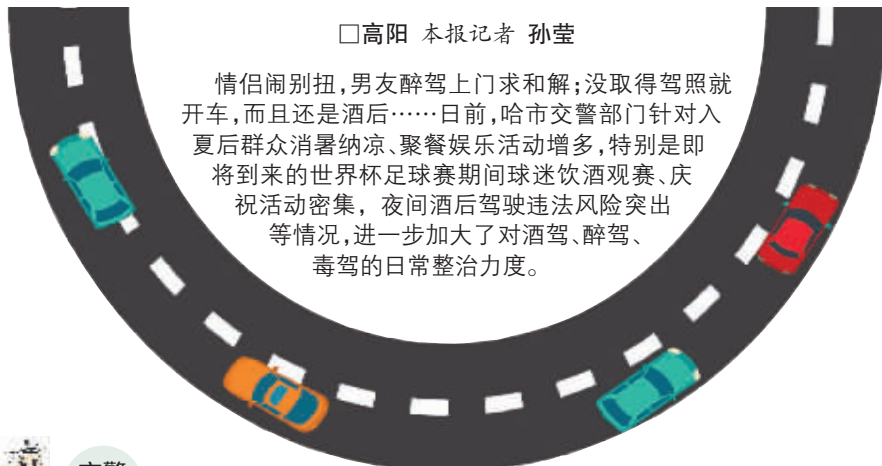 □高阳 本报记者 孙莹
情侣闹别扭,男友醉驾上门求和解;没取得驾照就
开车,而且还是酒后……日前,哈市交警部门针对入
夏后群众消暑纳凉、聚餐娱乐活动增多,特别是即
将到来的世界杯足球赛期间球迷饮酒观赛、庆
祝活动密集,夜间酒后驾驶违法风险突出
等情况,进一步加大了对酒驾、醉驾、
毒驾的日常整治力度。